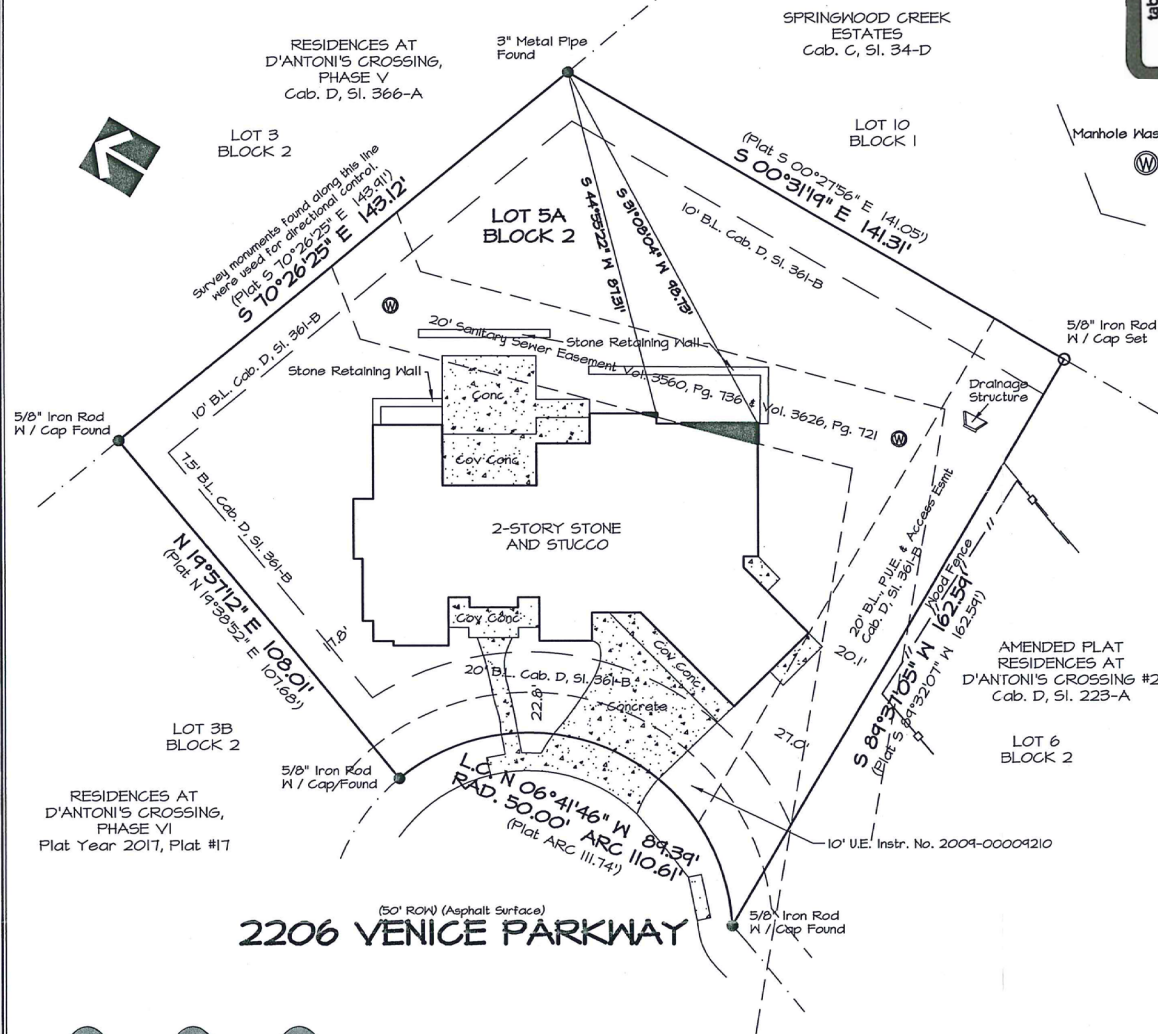 SPRINGWOOD CREEK
ESTATES
Cab. C, Sl. 34-D
RESIDENCES AT
D'ANTONI'S CROSSING,
PHASE V
Cab. D, Sl. 366-A
3" Metal Pipe
Found
LOT 3
BLOCK 2
LOT 10
BLOCK 1
Manhole Was
W
Survey monuments found along this line
were used for directional control.
(Plat S 70°26'25" E 143.91')
S 70°26'25" E 143.12'
(Plat S 00°27'56" E 141.05')
S 00°31'19" E 141.31'
LOT 5A
BLOCK 2
S 44°55'22" W 87.31'
S 31°08'04" W 98.73'
10' B.L. Cab. D, Sl. 361-B
10' B.L. Cab. D, Sl. 361-B
W
20' Sanitary Sewer Easement Vol. 3560, Pg. 736 & Vol. 3626, Pg. 721
Stone Retaining Wall
Stone Retaining Wall
5/8" Iron Rod
W / Cap Set
Drainage
Structure
W
5/8" Iron Rod
W / Cap Found
Conc
Cov Conc
7.5' B.L. Cab. D, Sl. 361-B
2-STORY STONE
AND STUCCO
N 19°57'12" E 108.01'
(Plat N 19°38'52" E 107.68')
17.8'
Cov Conc
Cov Conc
20' B.L. Cab. D, Sl. 361-B
22.8'
Concrete
20' B.L., P.U.E. & Access Esmt
Cab. D, Sl. 361-B
Wood Fence
20.1'
27.0'
S 89°37'05" W 162.59'
(Plat S 89°32'07" W 162.59')
AMENDED PLAT
RESIDENCES AT
D'ANTONI'S CROSSING #2
Cab. D, Sl. 223-A
LOT 6
BLOCK 2
LOT 3B
BLOCK 2
5/8" Iron Rod
W / Cap Found
RESIDENCES AT
D'ANTONI'S CROSSING,
PHASE VI
Plat Year 2017, Plat #17
L.C. N 06°41'46" W 89.39'
RAD. 50.00' ARC 110.61'
(Plat ARC 111.74')
10' U.E. Instr. No. 2009-00009210
(50' ROW) (Asphalt Surface)
2206 VENICE PARKWAY
5/8" Iron Rod
W / Cap Found